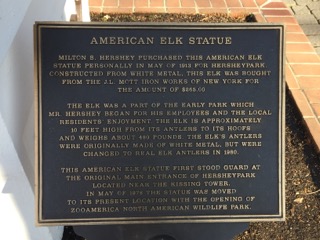 AMERICAN ELK STATUE
MILTON S. HERSHEY PURCHASED THIS AMERICAN ELK
STATUE PERSONALLY IN MAY OF 1913 FOR HERSHEYPARK
CONSTRUCTED FROM WHITE METAL, THIS ELK WAS BOUGHT
FROM THE J.L. MOTT IRON WORKS OF NEW YORK FOR
THE AMOUNT OF
THE ELK WAS A PART OF THE EARLY PARK WHICH
MR. HERSHEY BEGAN FOR HIS EMPLOYEES AND THE LOCAL
RESIDENTS' ENJOYMENT. THE ELK IS APPROXIMATELY
10 FEET HIGH FROM ITS ANTLERS TO ITS HOOFS
AND WEIGHS ABOUT POUNDS. THE ELK'S ANTLERS
WERE ORIGINALLY MADE OF WHITE METAL, BUT WERE
CHANGED TO REAL ELK ANTLERS IN
THIS AMERICAN ELK STATUE FIRST STOOD GUARD AT
THE ORIGINAL MAIN ENTRANCE OF HERSHEYPARK
LOCATED NEAR THE KISSING TOWER.
IN MAY OF 1978 THE STATUE WAS MOVED
TO ITS PRESENT LOCATION WITH THE OPENING OF
ZOOAMERICA NORTH AMERICAN WILDLIFE PARK.